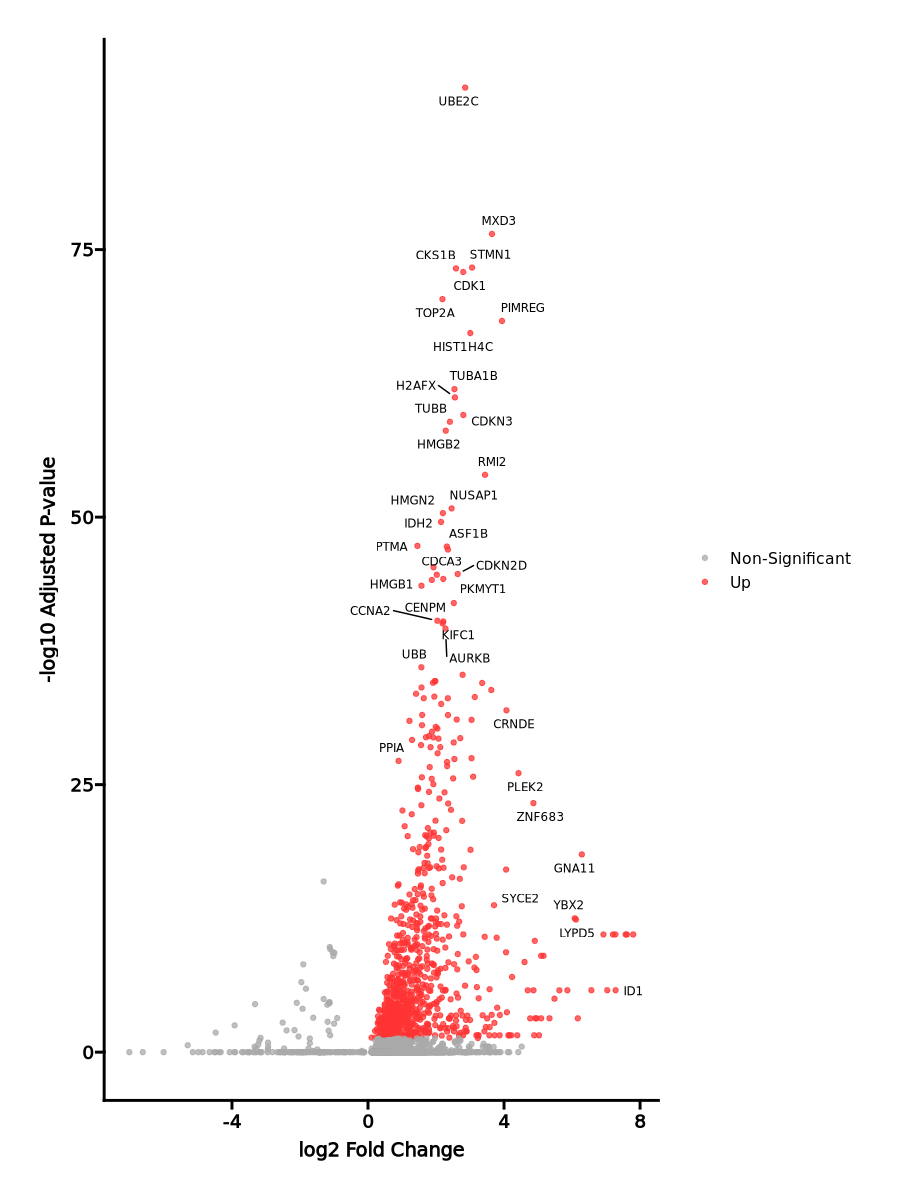 UBE2C
MXD3
75
CKS1B
STMN1
CDK1
TOP2A
PIMREG
HIST1H4C
TUBA1B
H2AFX
TUBB
CDKN3
HMGB2
RMI2
NUSAP1
HMGN2
50
IDH2
ASF1B
PTMA
CDCA3
CDKN2D
HMGB1
PKMYT1
CCNA2
CENPM
KIFC1
UBB
AURKB
CRNDE
PPIA
25
PLEK2
ZNF683
GNA11
SYCE2
YBX2
LYPD5
ID1
0
-4
0
4
8
log2 Fold Change
-log10 Adjusted P-value
Non-Significant
Up